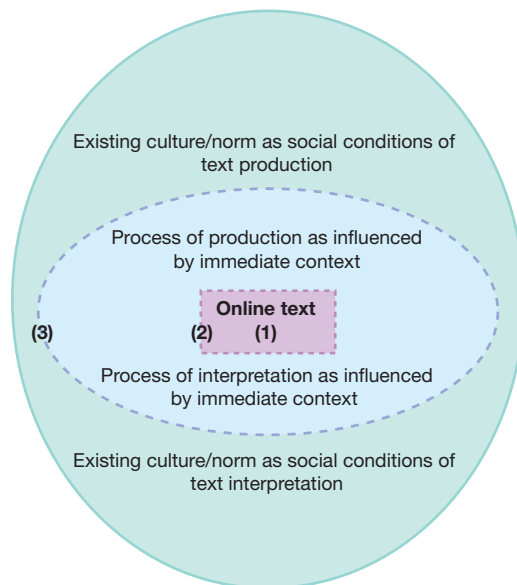 Existing culture/norm as social conditions of
text production
Process of production as influenced
by immediate context
Online text
(3)
(2)
(1)
Process of interpretation as influenced
by immediate context
Existing culture/norm as social conditions of
text interpretation